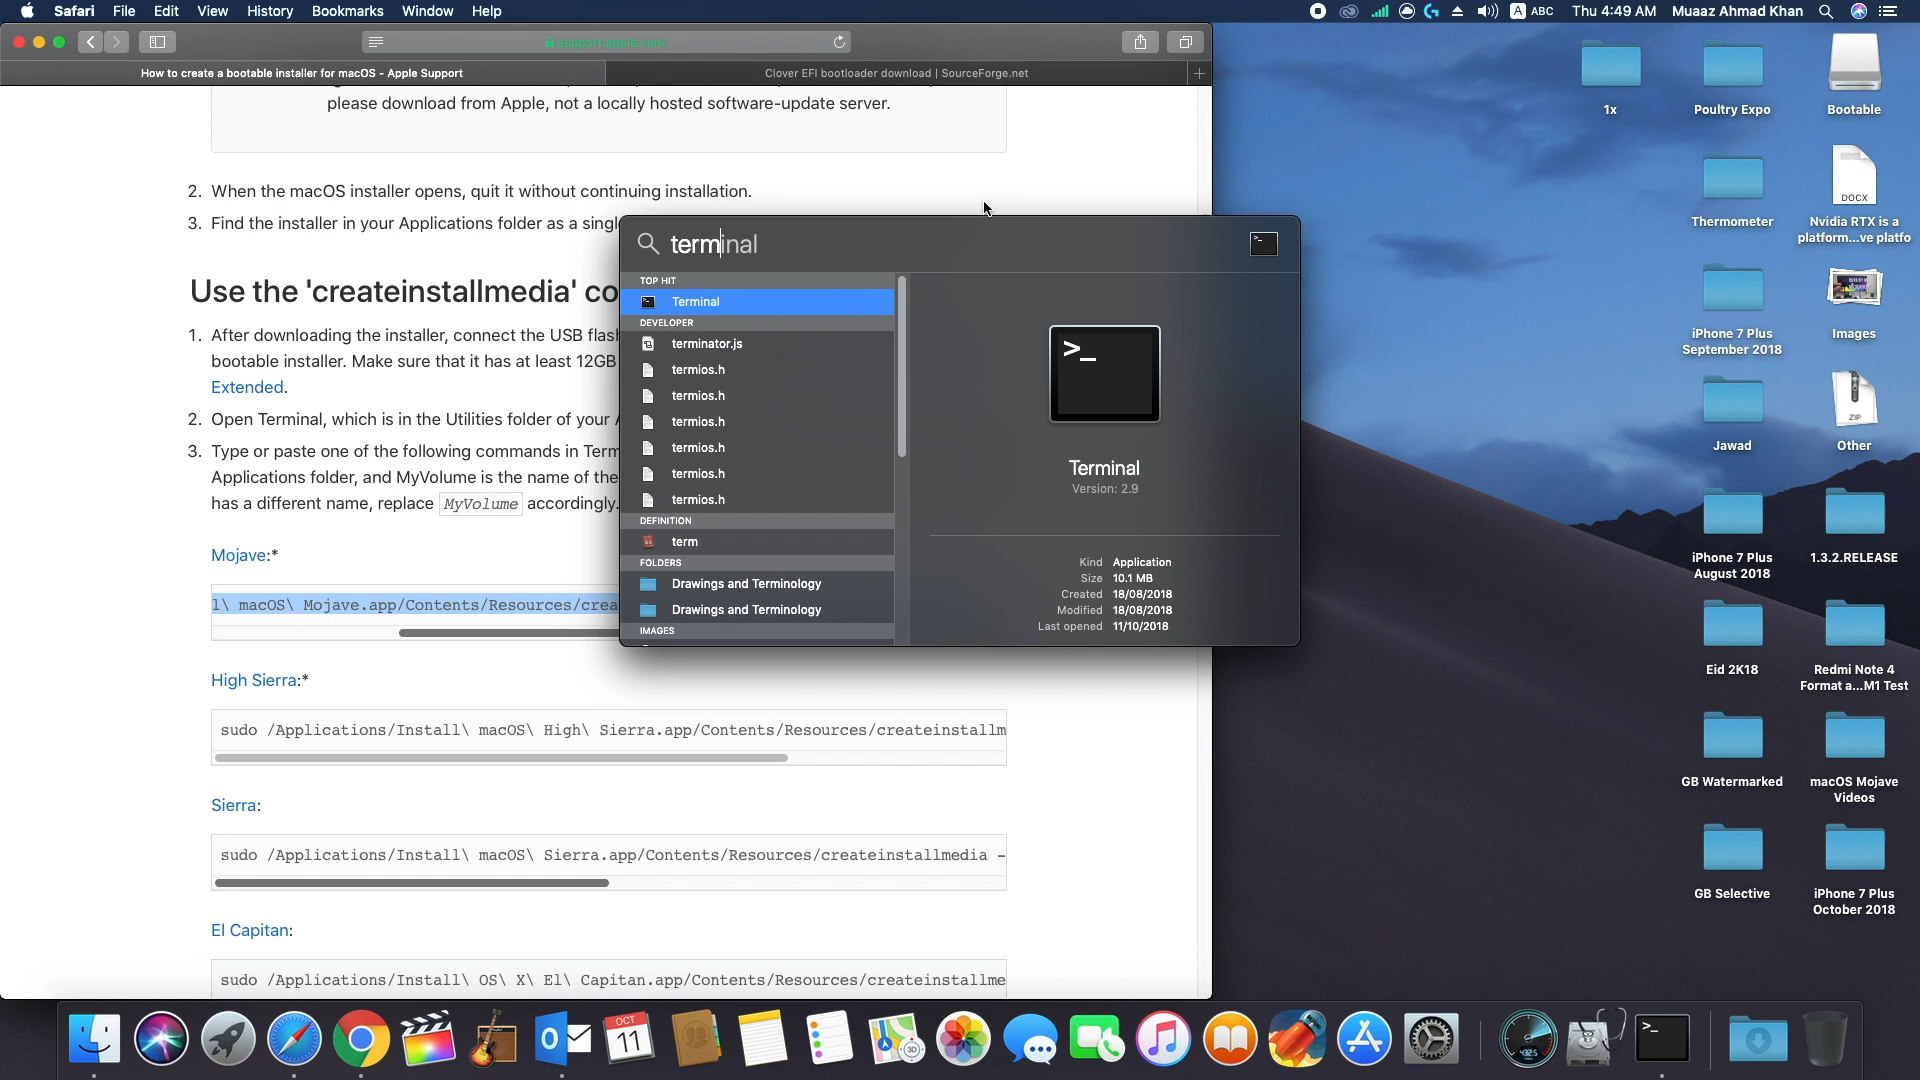 Safari File Edit View History Bookmarks Window Help
A ABC Thu 4:49 AM Muaaz Ahmad Khan
support.apple.com
How to create a bootable installer for macOS - Apple Support
Clover EFI bootloader download | SourceForge.net
please download from Apple, not a locally hosted software-update server.
2. When the macOS installer opens, quit it without continuing installation.
3. Find the installer in your Applications folder as a singl
Use the 'createinstallmedia' co
1. After downloading the installer, connect the USB flas
bootable installer. Make sure that it has at least 12GB
Extended.
2. Open Terminal, which is in the Utilities folder of your A
3. Type or paste one of the following commands in Term
Applications folder, and MyVolume is the name of the
has a different name, replace MyVolume accordingly.
Mojave:*
l\ macOS\ Mojave.app/Contents/Resources/crea
High Sierra:*
sudo /Applications/Install\ macOS\ High\ Sierra.app/Contents/Resources/createinstallm
Sierra:
sudo /Applications/Install\ macOS\ Sierra.app/Contents/Resources/createinstallmedia -
El Capitan:
sudo /Applications/Install\ OS\ X\ El\ Capitan.app/Contents/Resources/createinstallme
terminal
TOP HIT
Terminal
DEVELOPER
terminator.js
termios.h
termios.h
termios.h
termios.h
termios.h
termios.h
DEFINITION
term
FOLDERS
Drawings and Terminology
Drawings and Terminology
IMAGES
Terminal
Version: 2.9
Kind Application
Size 10.1 MB
Created 18/08/2018
Modified 18/08/2018
Last opened 11/10/2018
1x
Poultry Expo
Bootable
Thermometer
DOCX
Nvidia RTX is a
platform...ve platfo
iPhone 7 Plus
September 2018
Images
Jawad
ZIP
Other
iPhone 7 Plus
August 2018
1.3.2.RELEASE
Eid 2K18
Redmi Note 4
Format a...M1 Test
GB Watermarked
macOS Mojave
Videos
GB Selective
iPhone 7 Plus
October 2018
OCT
11
3D